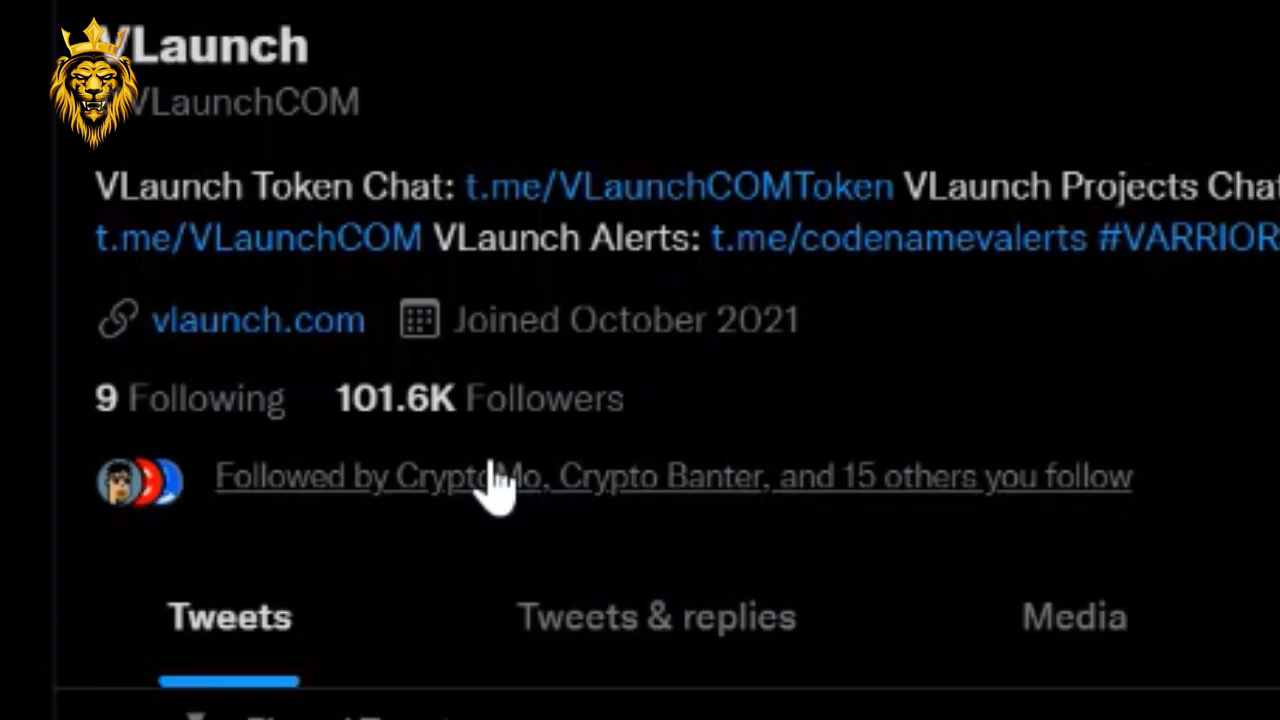 VLaunch
VLaunchCOM
VLaunch Token Chat: t.me/VLaunchCOMToken VLaunch Projects Chat
t.me/VLaunchCOM VLaunch Alerts: t.me/codenamevalerts #VARRIOR
vlaunch.com Joined October 2021
9 Following 101.6K Followers
Followed by CryptoMo, Crypto Banter, and 15 others you follow
Tweets Tweets & replies Media